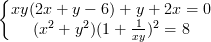 xy(2x + y − 6) + y + 2x = 0
(x² + y²)(1 + 1/xy)² = 8